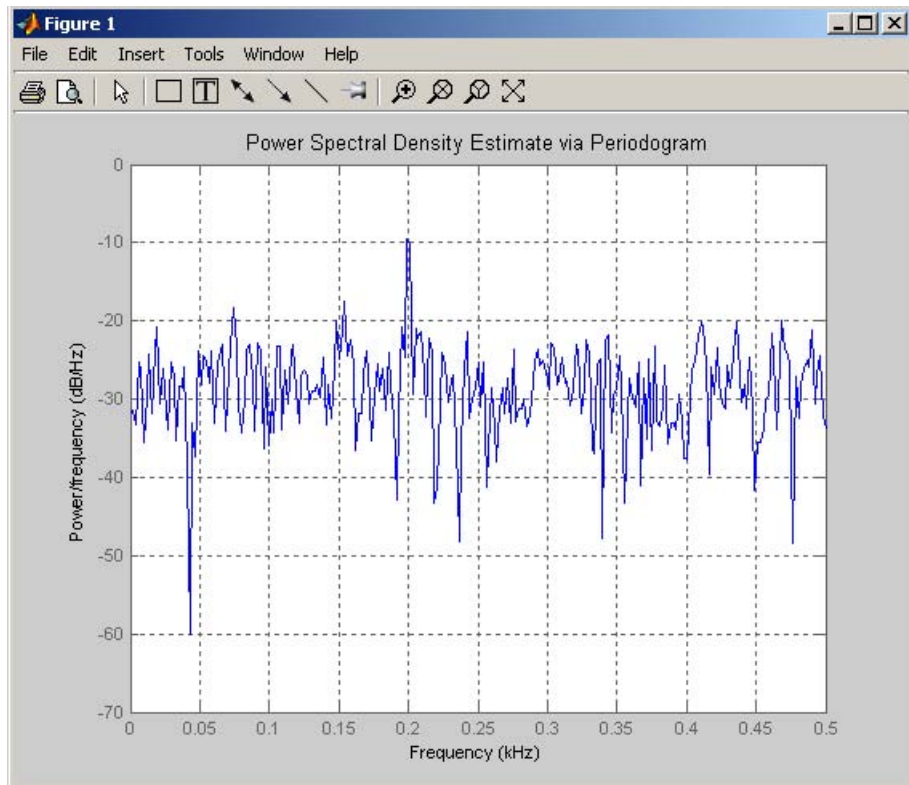 Figure 1
File Edit Insert Tools Window Help
T
Power Spectral Density Estimate via Periodogram
0
-10
-20
-30
-40
-50
-60
-70
Power/frequency (dB/Hz)
0 0.05 0.1 0.15 0.2 0.25 0.3 0.35 0.4 0.45 0.5
Frequency (kHz)